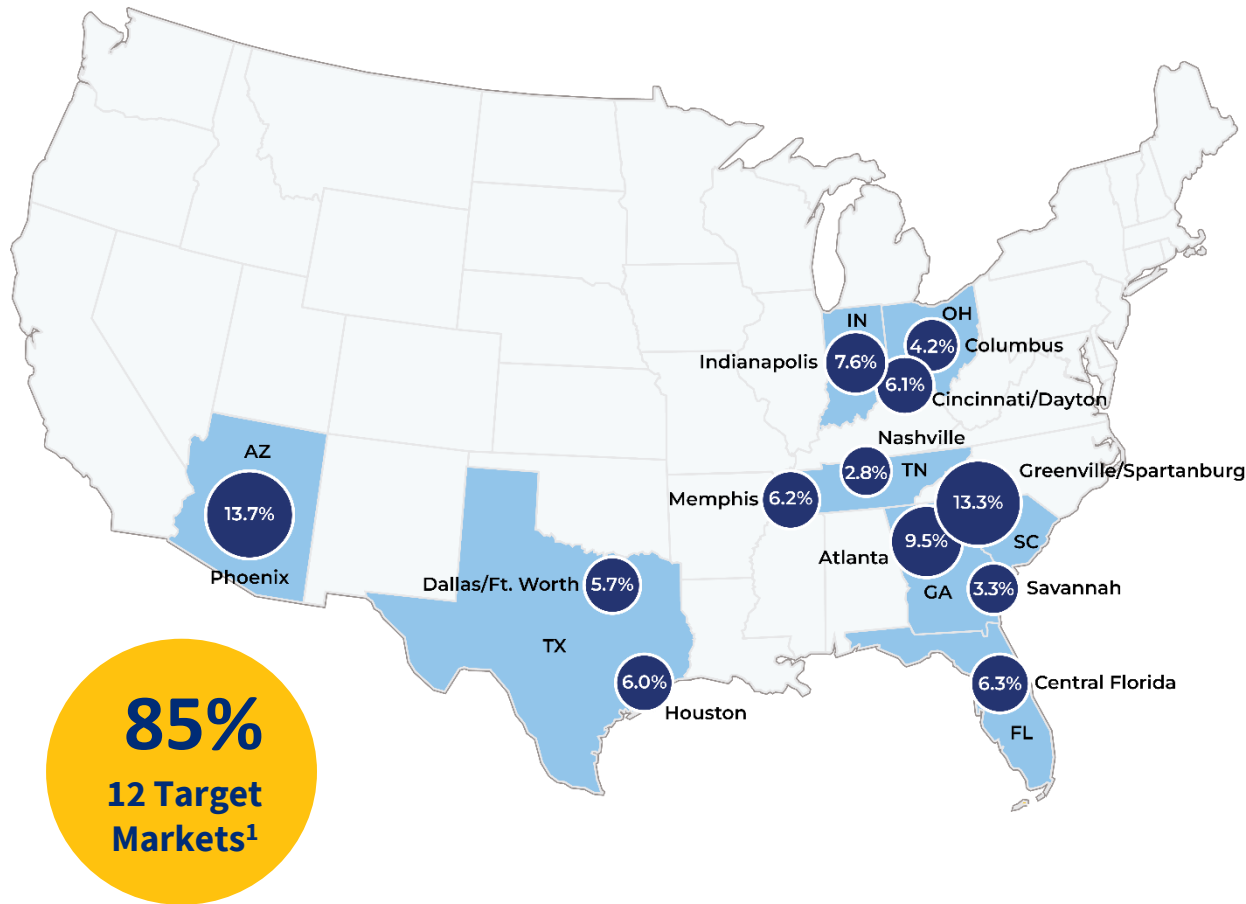 IN
OH
Indianapolis
7.6%
4.2%
Columbus
6.1%
Cincinnati/Dayton
Nashville
2.8%
TN
Greenville/Spartanburg
13.3%
Memphis
6.2%
AZ
13.7%
Phoenix
Atlanta
9.5%
SC
Dallas/Ft. Worth
5.7%
GA
3.3%
Savannah
TX
6.0%
Houston
6.3%
Central Florida
FL
85%
12 Target
Markets¹